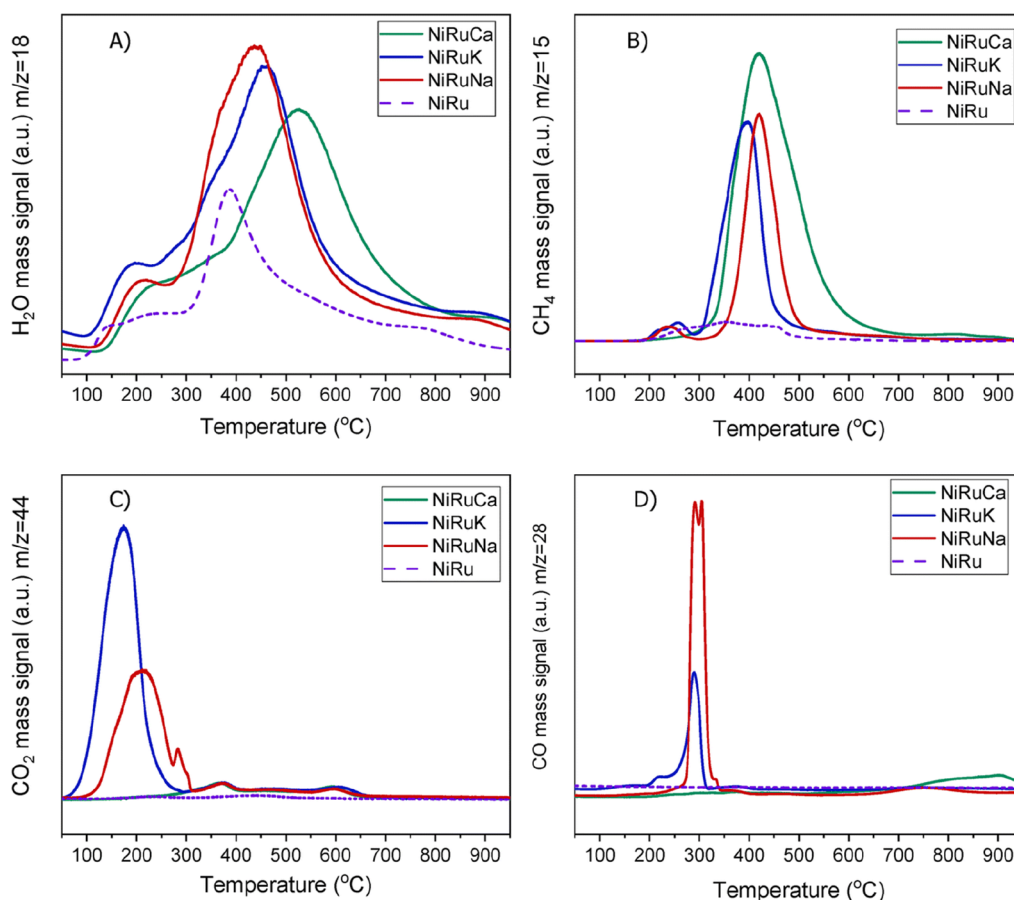 A)
NiRuCa
NiRuK
NiRuNa
NiRu
H₂O mass signal (a.u.) m/z=18
100 200 300 400 500 600 700 800 900
Temperature (°C)
B)
NiRuCa
NiRuK
NiRuNa
NiRu
CH₄ mass signal (a.u.) m/z=15
100 200 300 400 500 600 700 800 900
Temperature (°C)
C)
NiRuCa
NiRuK
NiRuNa
NiRu
CO₂ mass signal (a.u.) m/z=44
100 200 300 400 500 600 700 800 900
Temperature (°C)
D)
NiRuCa
NiRuK
NiRuNa
NiRu
CO mass signal (a.u.) m/z=28
100 200 300 400 500 600 700 800 900
Temperature (°C)